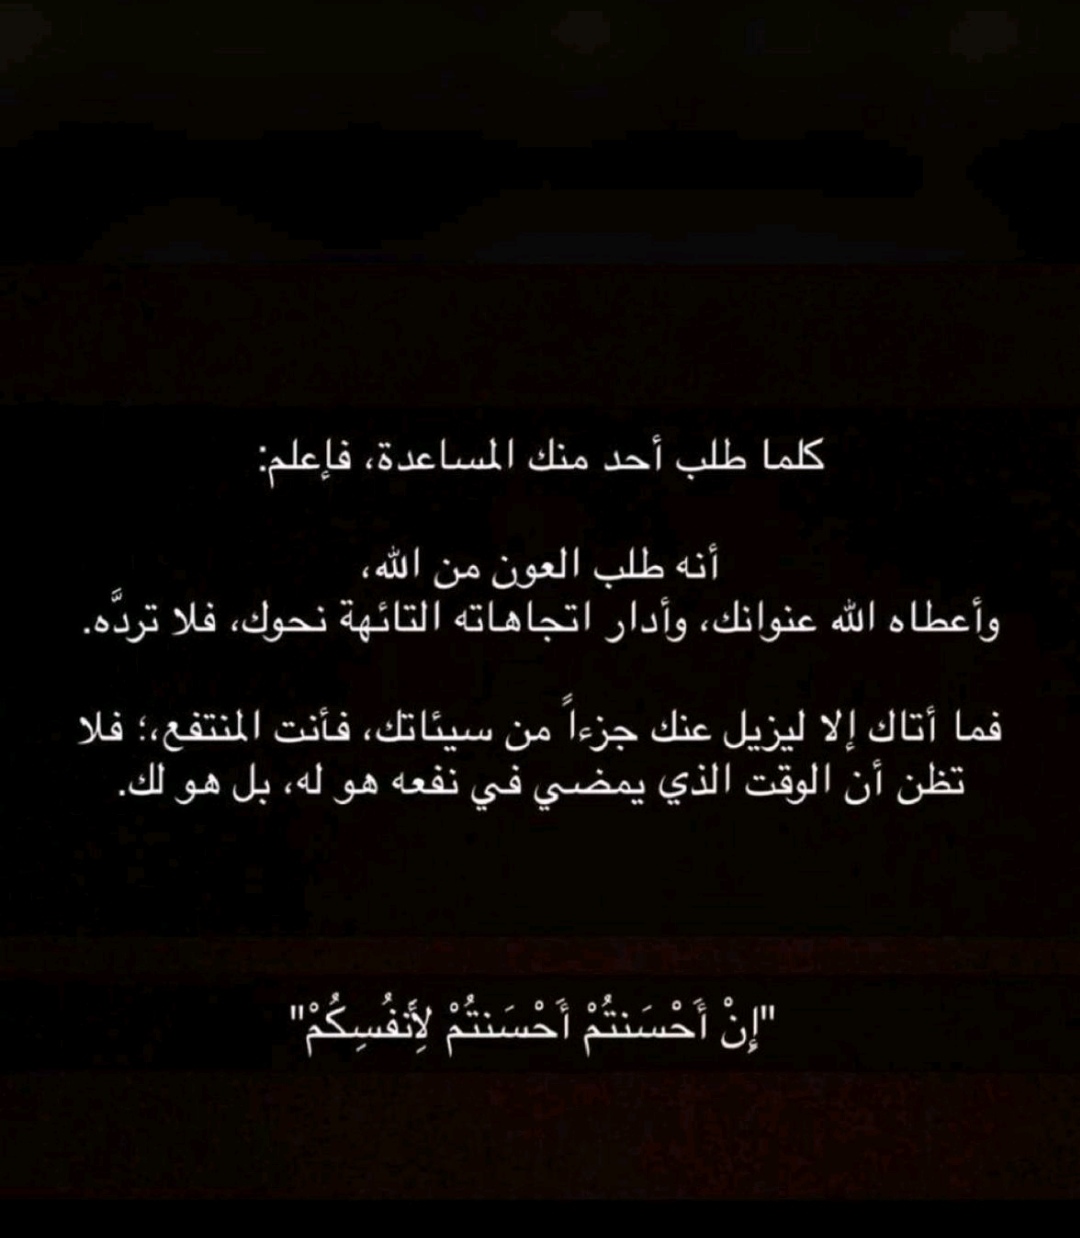 كلما طلب أحد منك المساعدة، فإعلم:
أنه طلب العون من الله،
وأعطاه الله عنوانك، وأدار اتجاهاته التائهة نحوك، فلا تردَّه.
فما أتاك إلا ليزيل عنك جزءاً من سيئاتك، فأنت المنتفع،؛ فلا
تظن أن الوقت الذي يمضي في نفعه هو له، بل هو لك.
"إِنْ أَحْسَنتُمْ أَحْسَنتُمْ لِأَنفُسِكُمْ"